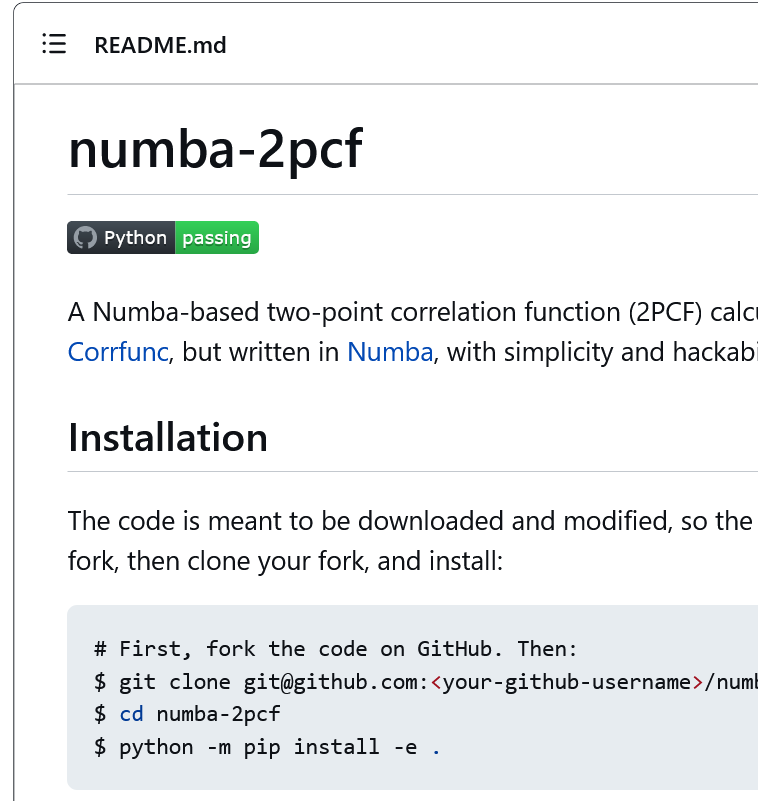 README.md
numba-2pcf
Python passing
A Numba-based two-point correlation function (2PCF)
Corrfunc, but written in Numba, with simplicity and
Installation
The code is meant to be downloaded and modified, so the
fork, then clone your fork, and install:
# First, fork the code on GitHub. Then:
$ git clone git@github.com:<your-github-username>/numb
$ cd numba-2pcf
$ python -m pip install -e .